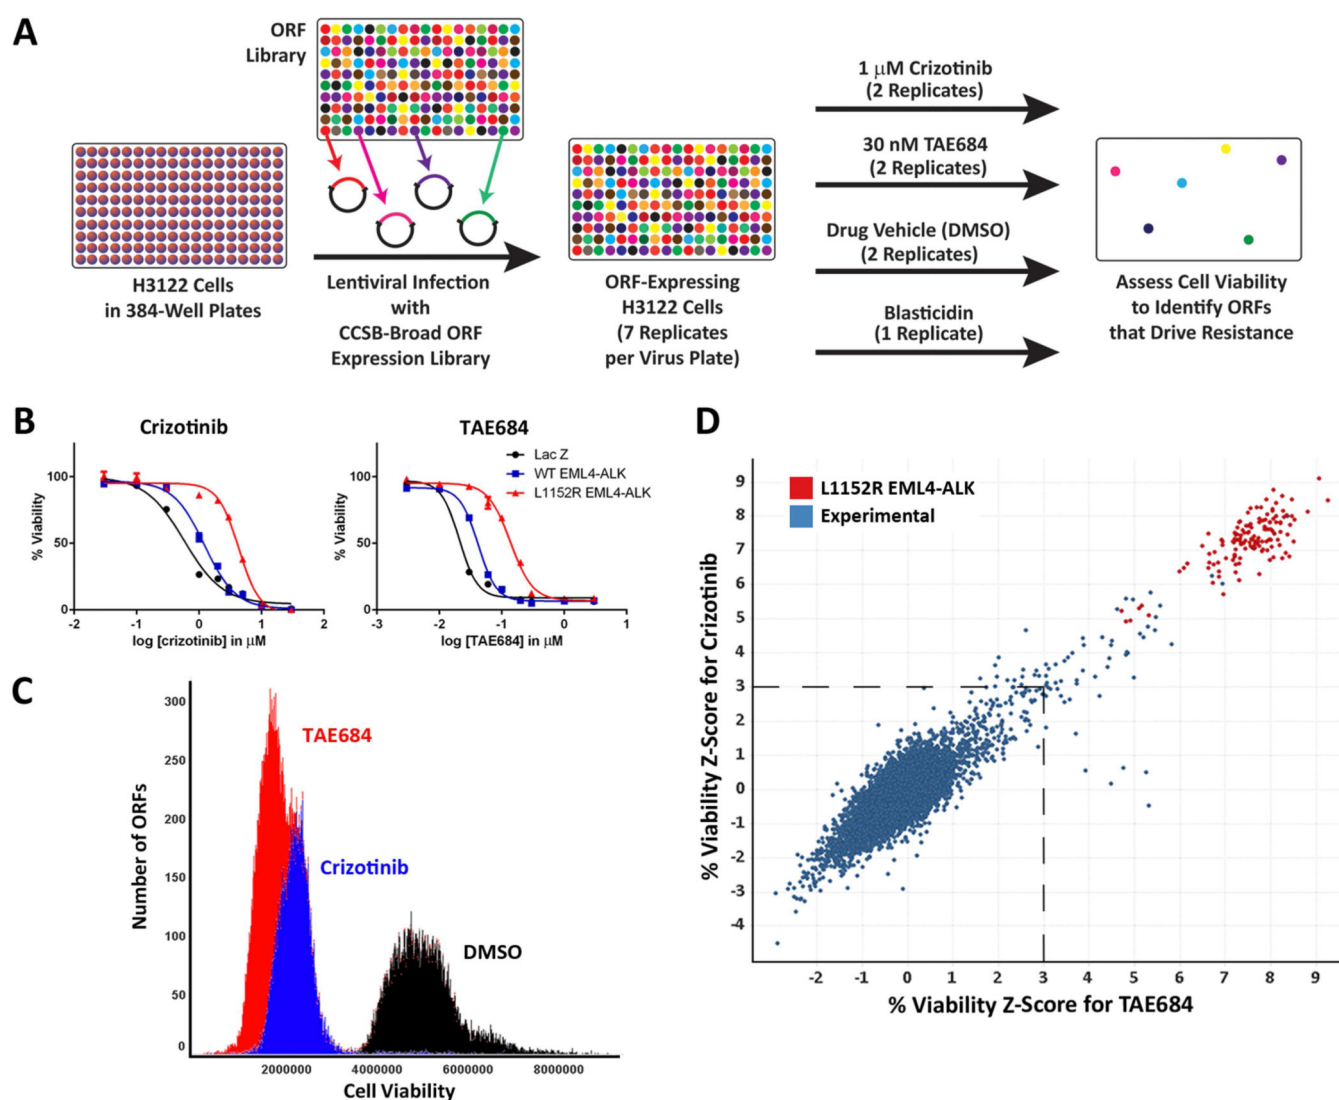 A
ORF
Library
H3122 Cells
in 384-Well Plates
Lentiviral Infection
with
CCSB-Broad ORF
Expression Library
ORF-Expressing
H3122 Cells
(7 Replicates
per Virus Plate)
1 μM Crizotinib
(2 Replicates)
30 nM TAE684
(2 Replicates)
Drug Vehicle (DMSO)
(2 Replicates)
Blasticidin
(1 Replicate)
Assess Cell Viability
to Identify ORFs
that Drive Resistance
B
Crizotinib
% Viability
100
50
0
-2
-1
0
1
2
log [crizotinib] in μM
TAE684
Lac Z
WT EML4-ALK
L1152R EML4-ALK
% Viability
100
50
0
-3
-2
-1
0
1
log [TAE684] in μM
C
Number of ORFs
300
250
200
150
100
50
0
TAE684
Crizotinib
DMSO
2000000
4000000
6000000
8000000
Cell Viability
D
L1152R EML4-ALK
Experimental
% Viability Z-Score for Crizotinib
9
8
7
6
5
4
3
2
1
0
-1
-2
-3
-4
-2
-1
0
1
2
3
4
5
6
7
8
9
% Viability Z-Score for TAE684